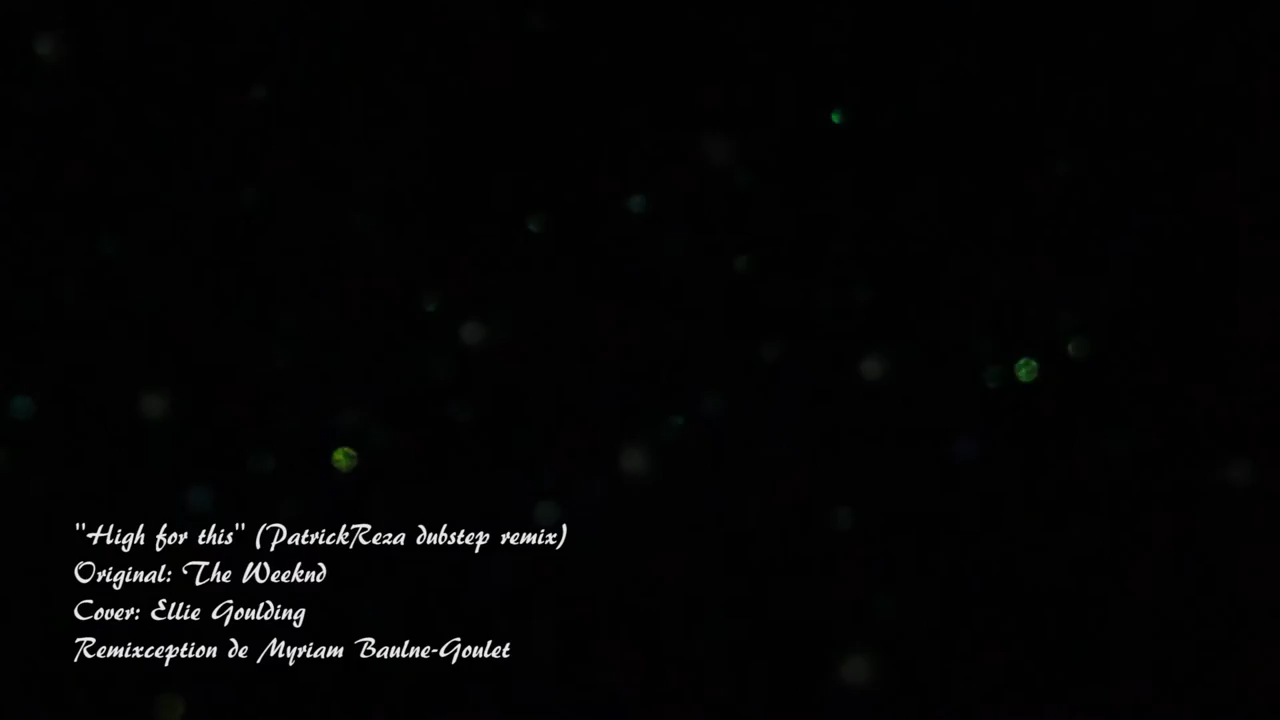 "High for this" (PatrickReza dubstep remix)
Original: The Weeknd
Cover: Ellie Goulding
Remixception de Myriam Baulne-Goulet